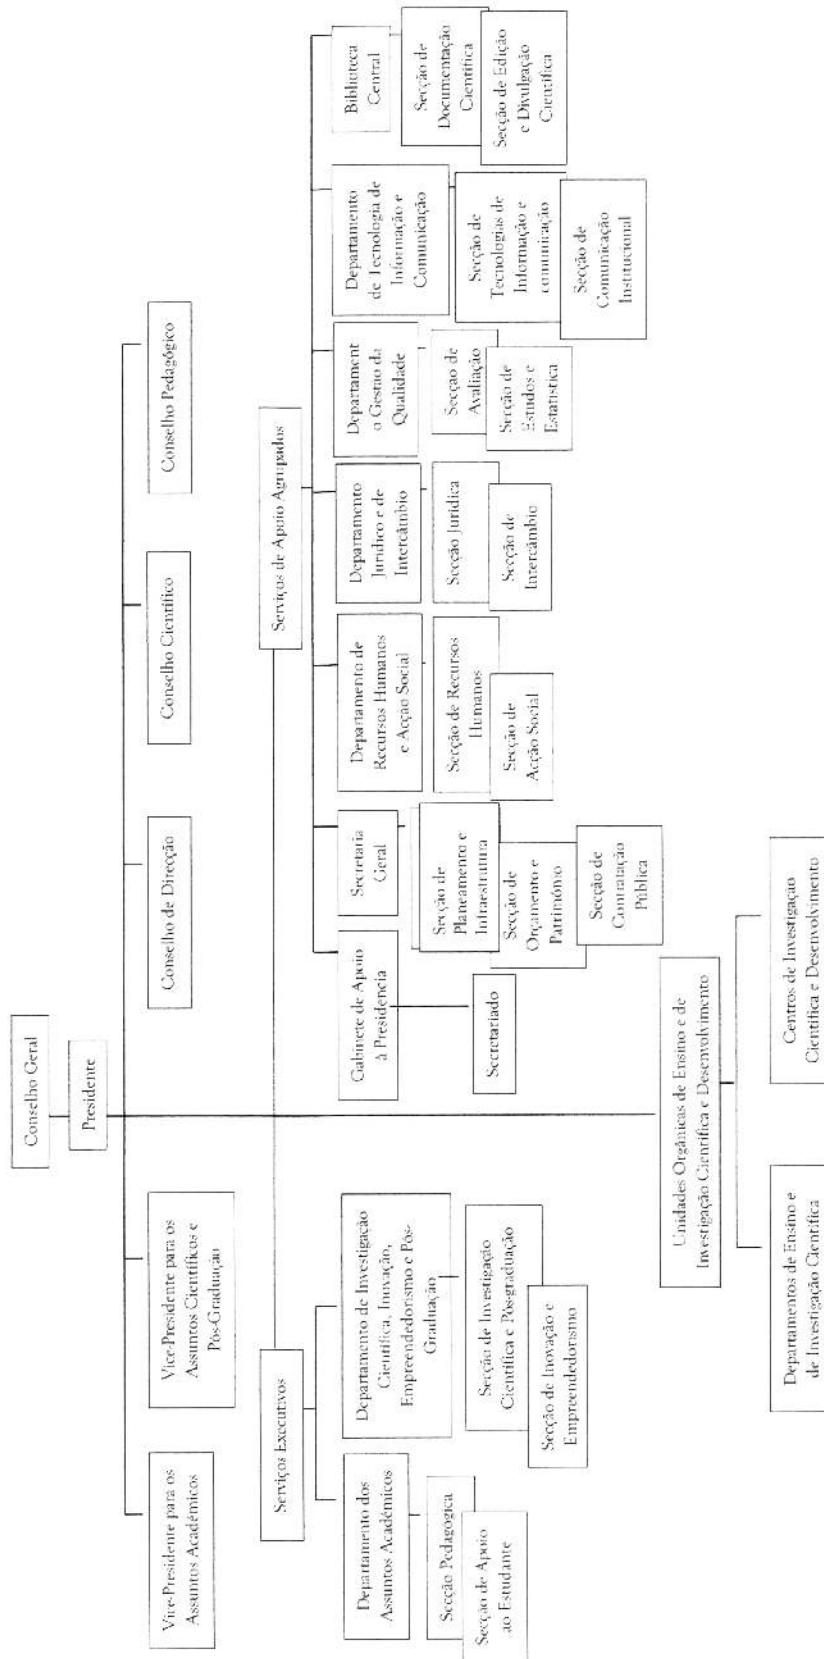 Conselho Geral
Presidente
Vice-Presidente para os
Assuntos Académicos
Vice-Presidente para os
Assuntos Científicos e
Pós-Graduação
Conselho de Direcção
Conselho Científico
Conselho Pedagógico
Serviços Executivos
Serviços de Apoio Agrupados
Departamento dos
Assuntos Académicos
Secção Pedagógica
Secção de Apoio
ao Estudante
Departamento de Investigação
Científica, Inovação,
Empreendedorismo e Pós-
Graduação
Secção de Investigação
Científica e Pós-graduação
Secção de Inovação e
Empreendedorismo
Gabinete de Apoio
à Presidencia
Secretariado
Secretaria
Geral
Secção de
Planeamento e
Infraestrutura
Secção de
Orçamento e
Património
Secção de
Contratação
Pública
Departamento de
Recursos Humanos
e Acção Social
Secção de Recursos
Humanos
Secção de
Acção Social
Departamento
Jurídico e de
Intercâmbio
Secção Jurídica
Secção de
Intercâmbio
Departament
o Gestao da
Qualidade
Secçao de
Avaliação
Secção de
Estudos e
Estatística
Departamento
de Tecnologia de
Informação e
Comunicação
Secção de
Tecnologias de
Informação e
comunicação
Secção de
Comunicação
Institucional
Biblioteca
Central
Secção de
Documentação
Científica
Secção de Edição
e Divulgação
Científica
Unidades Orgânicas de Ensino e de
Investigação Científica e Desenvolvimento
Departamentos de Ensino e
de Investigação Científica
Centros de Investigaçao
Científica e Desenvolvimento